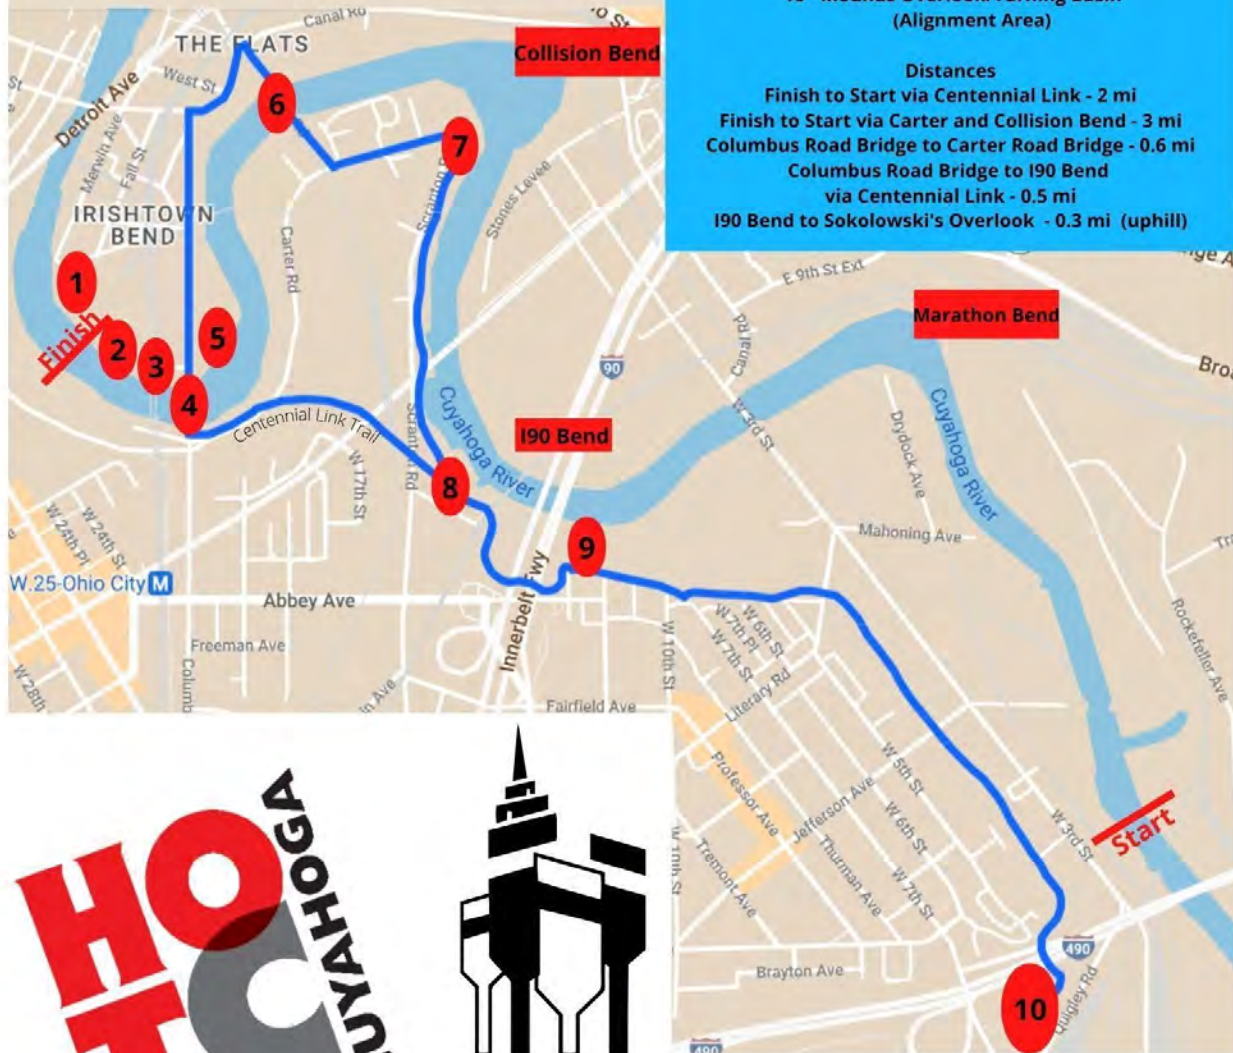 (Alignment Area)
Distances
Finish to Start via Centennial Link - 2 mi
Finish to Start via Carter and Collision Bend - 3 mi
Columbus Road Bridge to Carter Road Bridge - 0.6 mi
Columbus Road Bridge to I90 Bend
via Centennial Link - 0.5 mi
I90 Bend to Sokolowski's Overlook - 0.3 mi (uphill)
Canal Rd
THE FLATS
Collision Bend
West St
Detroit Ave
6
Merwin Ave
Fall St
7
Scranton
Stones Levee
IRISHTOWN
BEND
Carter Rd
E 9th St Ext
1
Marathon Bend
Finish
2
3
4
5
90
Canal Rd
Centennial Link Trail
Scranton Rd
Cuyahoga River
I90 Bend
W 3rd St
Drydock Ave
Cuyahoga River
W 17th St
8
W 24th Pl
W 24th St
Mahoning Ave
9
W.25-Ohio City M
Abbey Ave
Innerbelt Fwy
Freeman Ave
W 10th St
W 7th Pl
W 6th St
W 7th St
Rockefeller Ave
W 28th
Literary Rd
Fairfield Ave
Professor Ave
W 5th St
Jefferson Ave
W 6th St
W 3rd St
Start
Tremont Ave
Thurman Ave
W 7th St
Brayton Ave
490
10
Quigley Rd
490
HO
UYAHOGA